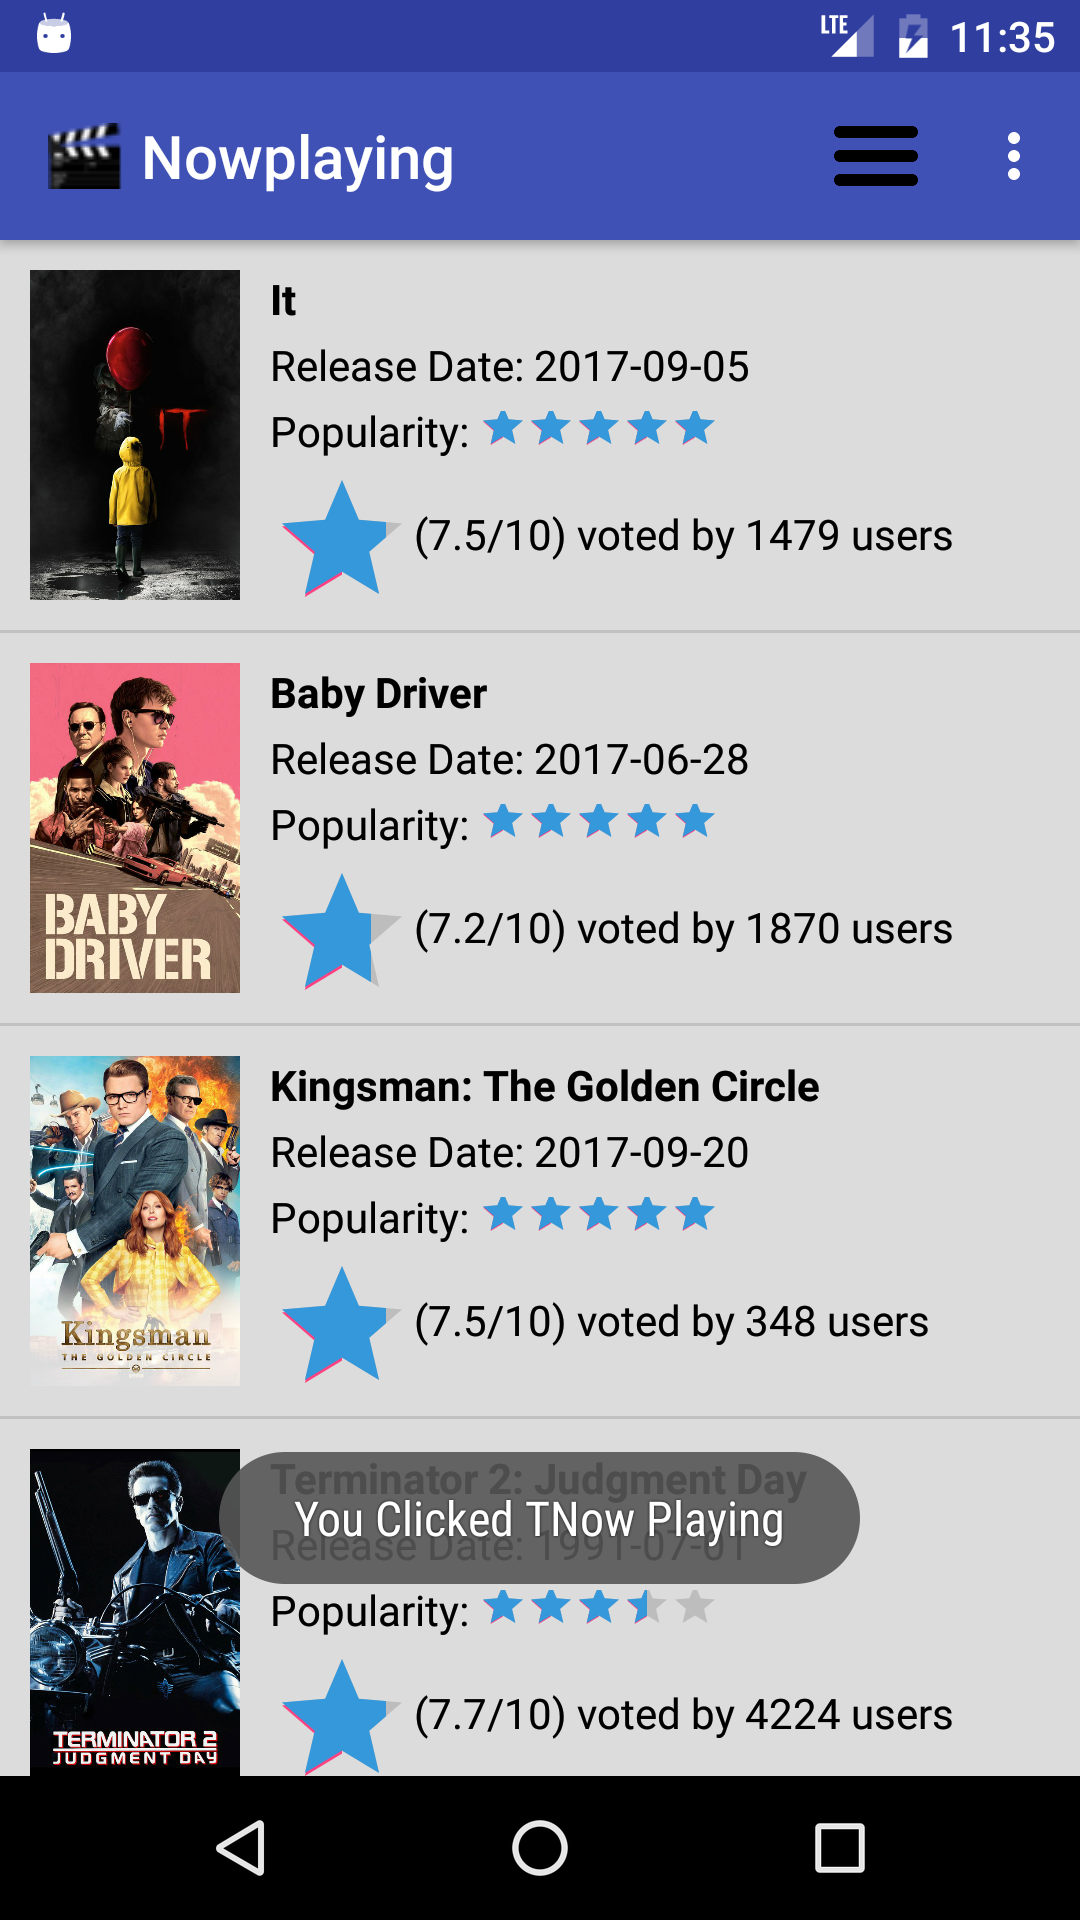 LTE 11:35
Nowplaying
It
Release Date: 2017-09-05
Popularity:
(7.5/10) voted by 1479 users
IT
Baby Driver
Release Date: 2017-06-28
Popularity:
(7.2/10) voted by 1870 users
BABY
DRIVER
Kingsman: The Golden Circle
Release Date: 2017-09-20
Popularity:
(7.5/10) voted by 348 users
Kingsman
THE GOLDEN CIRCLE
Terminator 2: Judgment Day
You Clicked TNow Playing
Release Date: 1991-07-01
Popularity:
(7.7/10) voted by 4224 users
TERMINATOR 2
JUDGMENT DAY